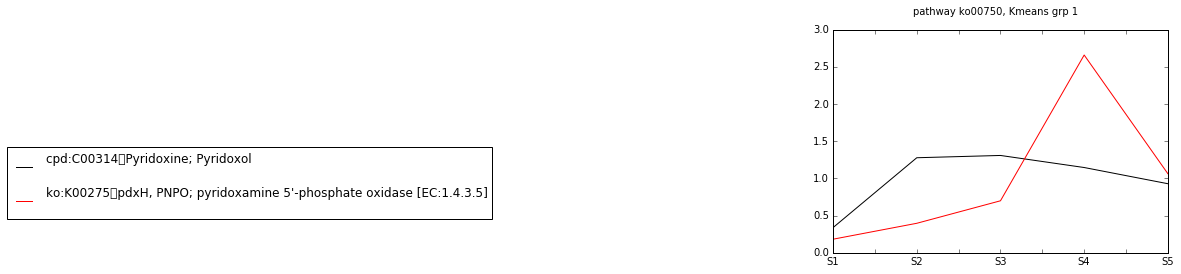 pathway ko00750, Kmeans grp 1
3.0
2.5
2.0
1.5
1.0
0.5
0.0
S1 S2 S3 S4 S5
cpd:C00314▯Pyridoxine; Pyridoxol
ko:K00275▯pdxH, PNPO; pyridoxamine 5'-phosphate oxidase [EC:1.4.3.5]